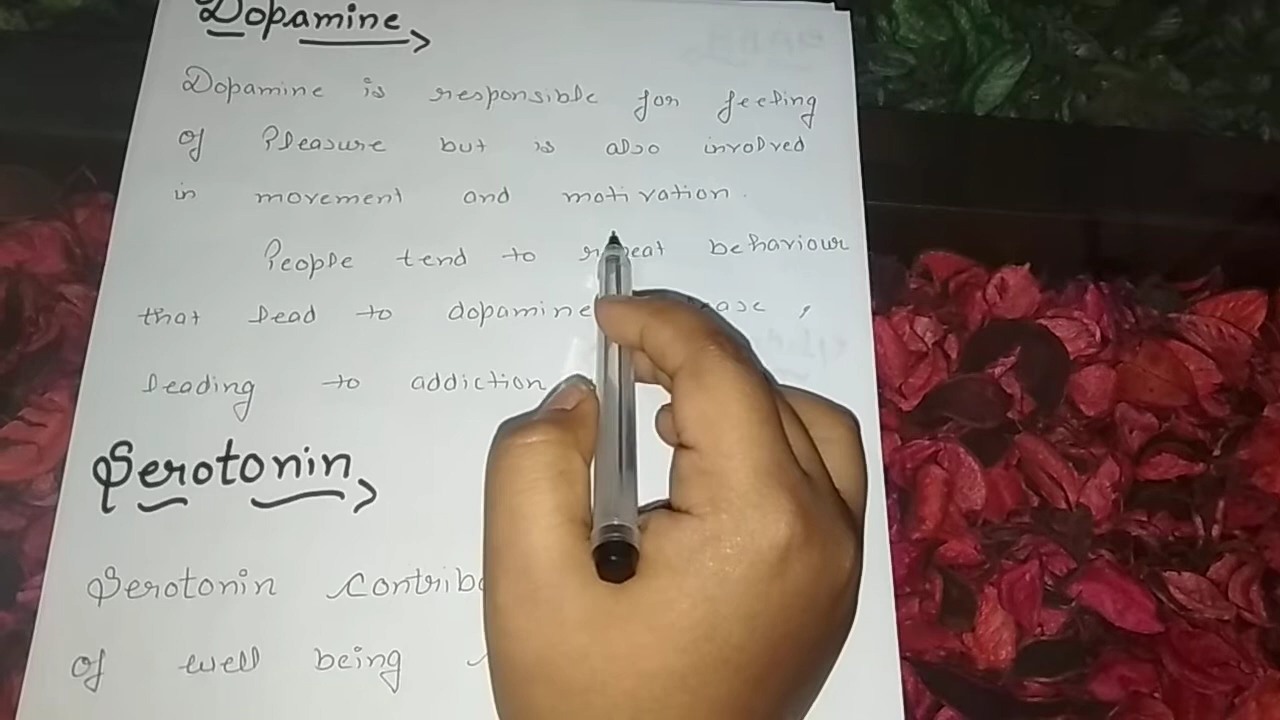 Dopamine
Dopamine is responsible for feeling
of Pleasure but is also involved
in movement and motivation.
People tend to repeat behaviour
that lead to dopamine ,
leading to addiction
Serotonin
Serotonin
of well being